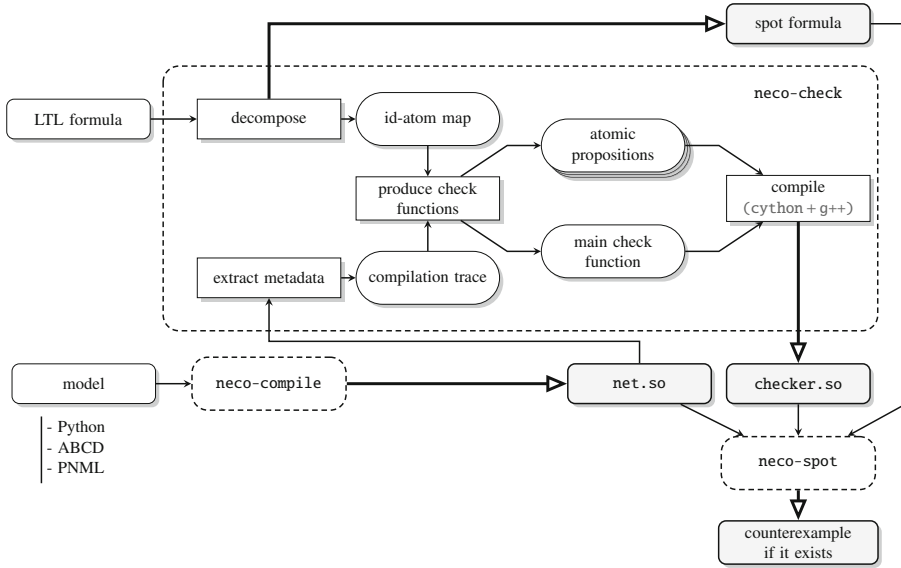 spot formula
neco-check
LTL formula
decompose
id-atom map
atomic
propositions
produce check
functions
compile
(cython + g++)
main check
function
extract metadata
compilation trace
model
neco-compile
net.so
checker.so
- Python
- ABCD
- PNML
neco-spot
counterexample
if it exists